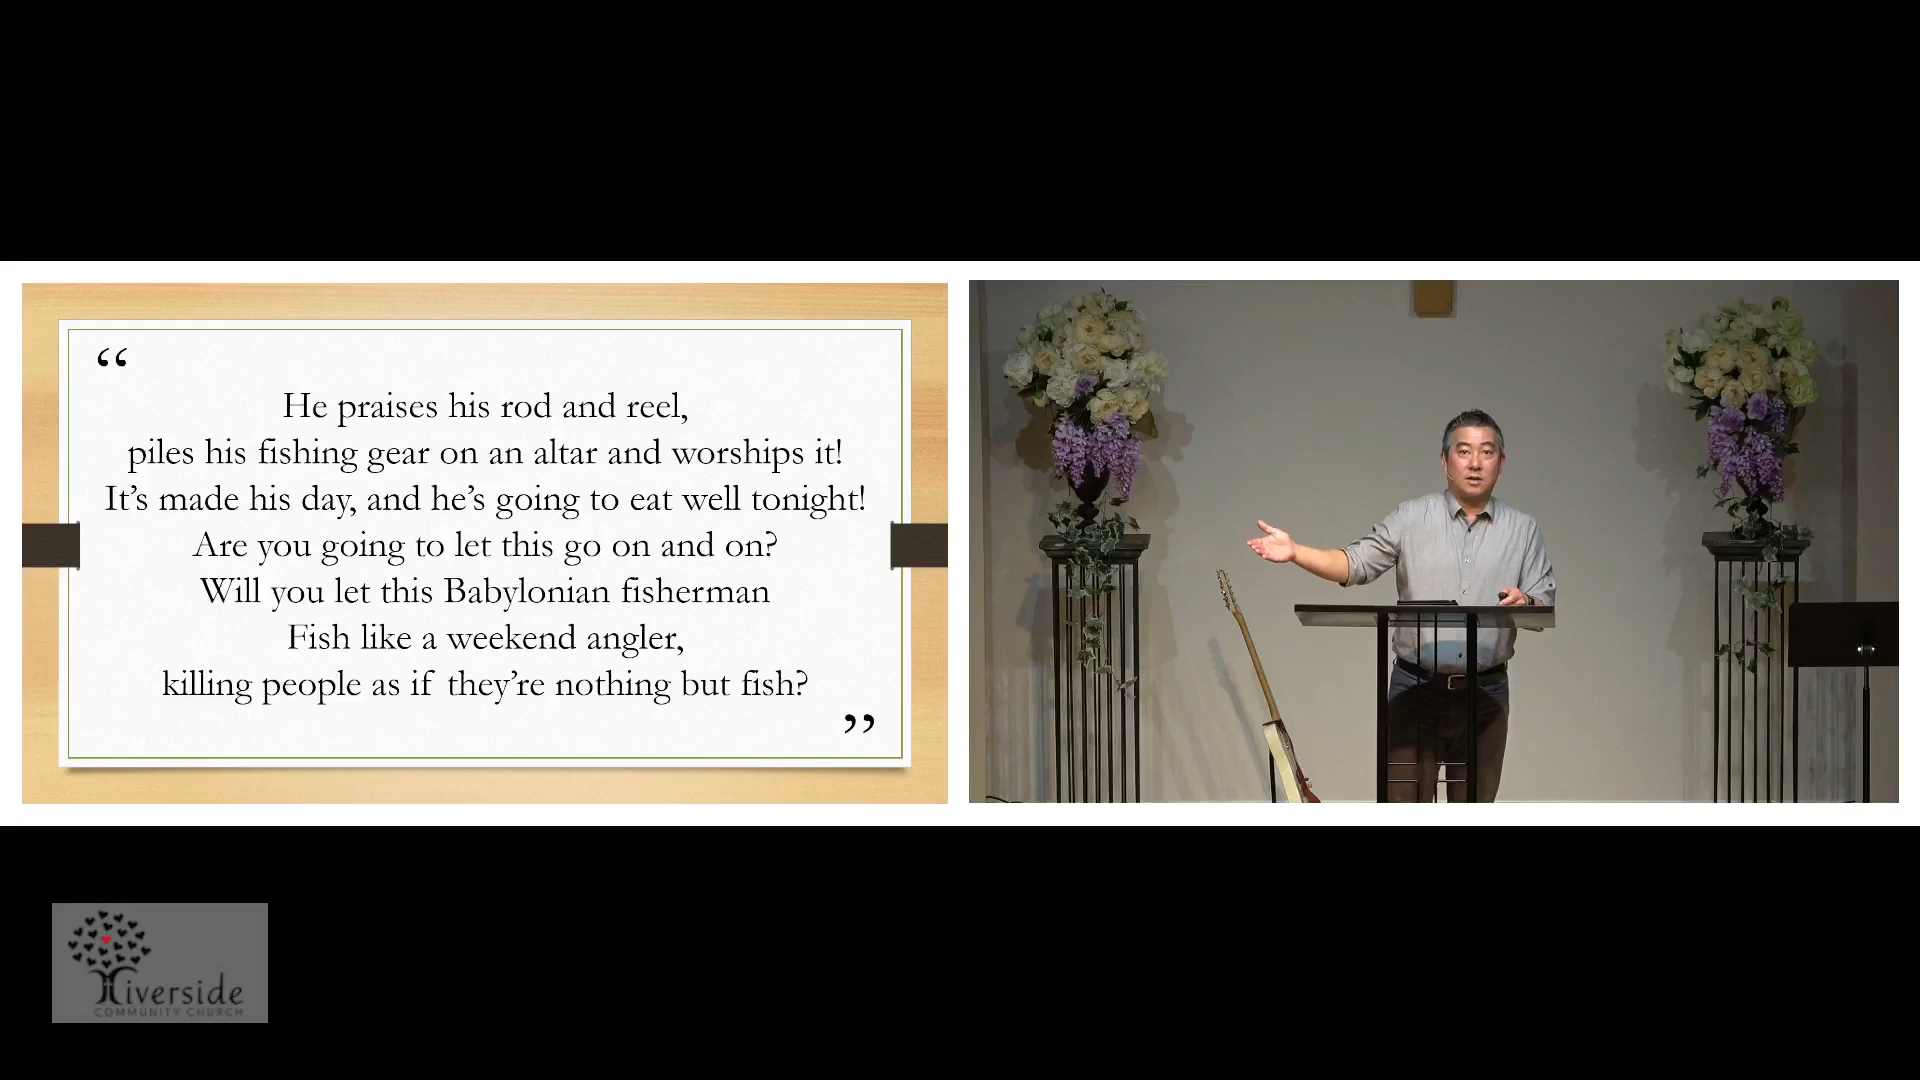 “
He praises his rod and reel,
piles his fishing gear on an altar and worships it!
It’s made his day, and he’s going to eat well tonight!
Are you going to let this go on and on?
Will you let this Babylonian fisherman
Fish like a weekend angler,
killing people as if they’re nothing but fish?
”
Riverside
COMMUNITY CHURCH